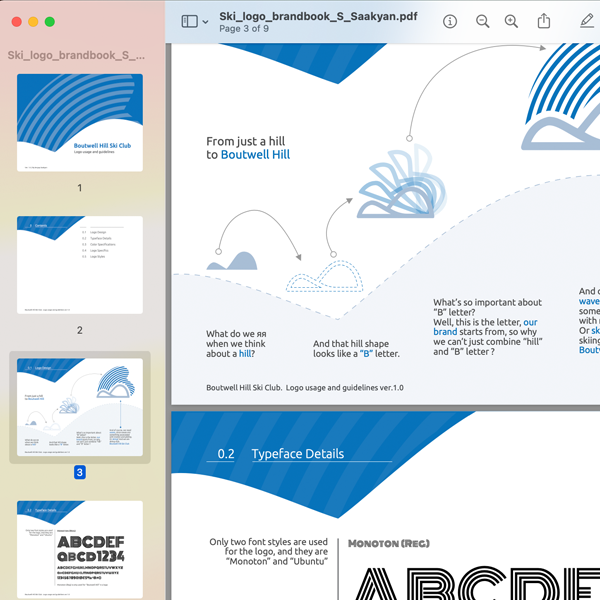 Ski_logo_brandbook_S_Saakyan.pdf
Page 3 of 9
Ski_logo_brandbook_S_...
Boutwell Hill Ski Club
Logo usage and guidelines
1
2
3
From just a hill
to Boutwell Hill
What do we яя
when we think
about a hill?
And that hill shape
looks like a “B” letter.
What's so important about
“B” letter?
Well, this is the letter, our
brand starts from, so why
we can't just combine “hill”
and “B” letter ?
And
wave
some
with
Or sk
skiing
Bout
Boutwell Hill Ski Club. Logo usage and guidelines ver.1.0
0.2 Typeface Details
Only two font styles are used
for the logo, and they are
“Monoton” and “Ubuntu”
Monoton (Reg)
ABCDE
ABCDEF
ABCD1234